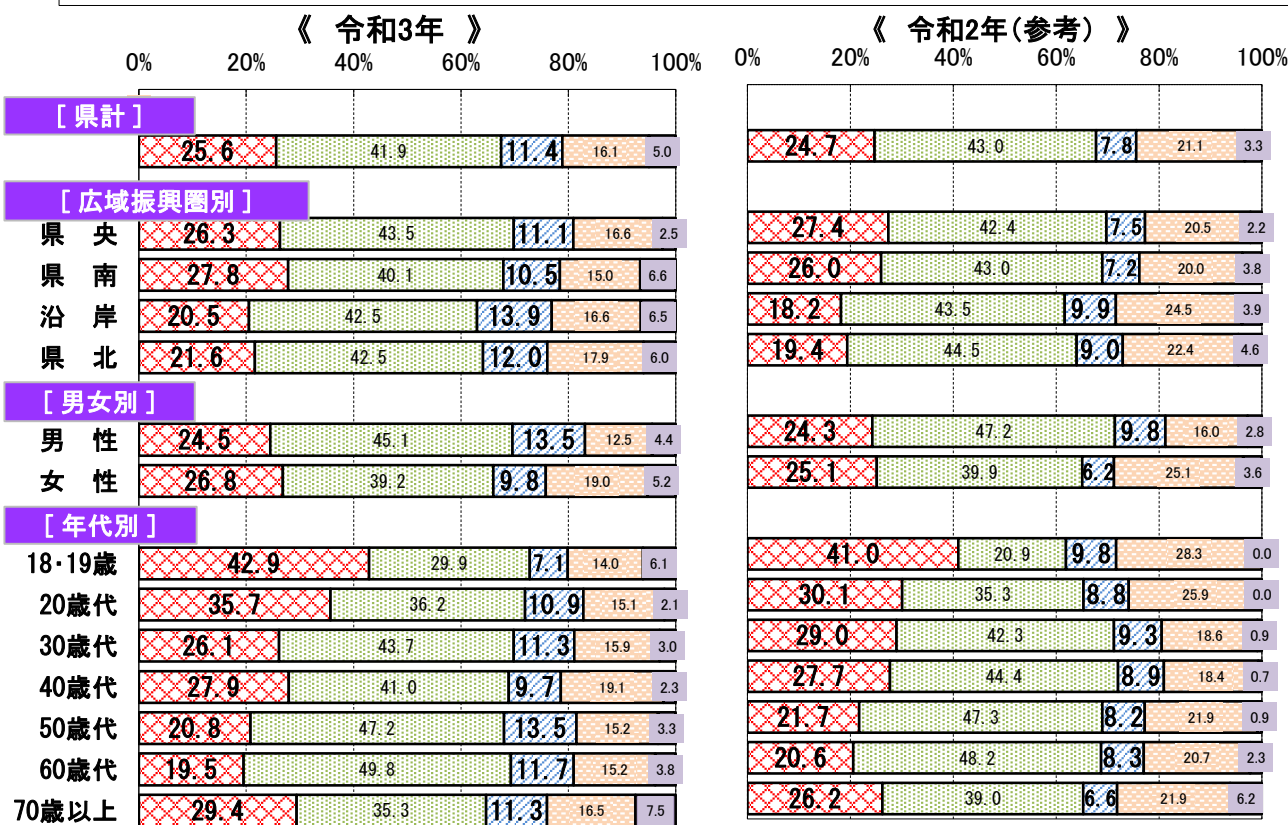 《 令和3年 》 《 令和2年(参考) 》
0% 20% 40% 60% 80% 100% 0% 20% 40% 60% 80% 100%
[ 県計 ]
25.6 41.9 11.4 16.1 5.0 24.7 43.0 7.8 21.1 3.3
[ 広域振興圏別 ]
県 央 26.3 43.5 11.1 16.6 2.5 27.4 42.4 7.5 20.5 2.2
県 南 27.8 40.1 10.5 15.0 6.6 26.0 43.0 7.2 20.0 3.8
沿 岸 20.5 42.5 13.9 16.6 6.5 18.2 43.5 9.9 24.5 3.9
県 北 21.6 42.5 12.0 17.9 6.0 19.4 44.5 9.0 22.4 4.6
[ 男女別 ]
男 性 24.5 45.1 13.5 12.5 4.4 24.3 47.2 9.8 16.0 2.8
女 性 26.8 39.2 9.8 19.0 5.2 25.1 39.9 6.2 25.1 3.6
[ 年代別 ]
18・19歳 42.9 29.9 7.1 14.0 6.1 41.0 20.9 9.8 28.3 0.0
20歳代 35.7 36.2 10.9 15.1 2.1 30.1 35.3 8.8 25.9 0.0
30歳代 26.1 43.7 11.3 15.9 3.0 29.0 42.3 9.3 18.6 0.9
40歳代 27.9 41.0 9.7 19.1 2.3 27.7 44.4 8.9 18.4 0.7
50歳代 20.8 47.2 13.5 15.2 3.3 21.7 47.3 8.2 21.9 0.9
60歳代 19.5 49.8 11.7 15.2 3.8 20.6 48.2 8.3 20.7 2.3
70歳以上 29.4 35.3 11.3 16.5 7.5 26.2 39.0 6.6 21.9 6.2